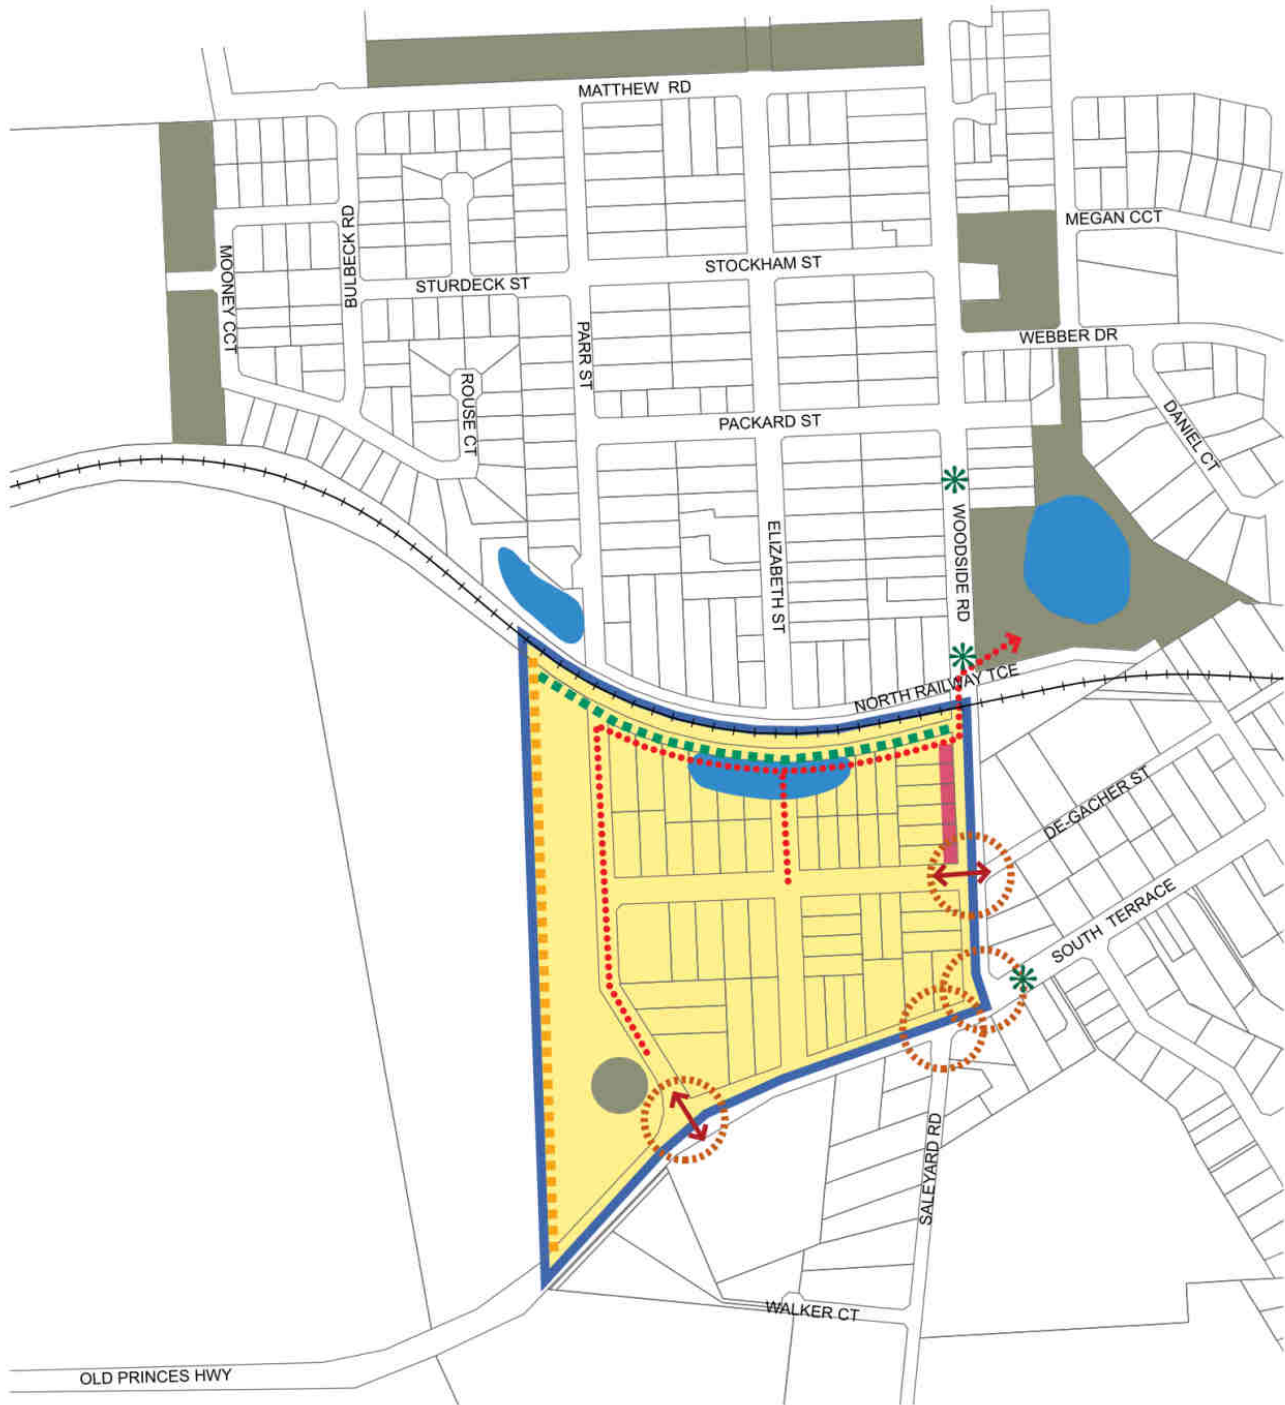 MATTHEW RD
MEGAN CCT
BULBECK RD
MOONEY CCT
STOCKHAM ST
STURDECK ST
PARR ST
WEBBER DR
ROUSE CT
PACKARD ST
DANIEL CT
ELIZABETH ST
WOODSIDE RD
NORTH RAILWAY TCE
DE-GACHER ST
SOUTH TERRACE
SALEYARD RD
WALKER CT
OLD PRINCES HWY